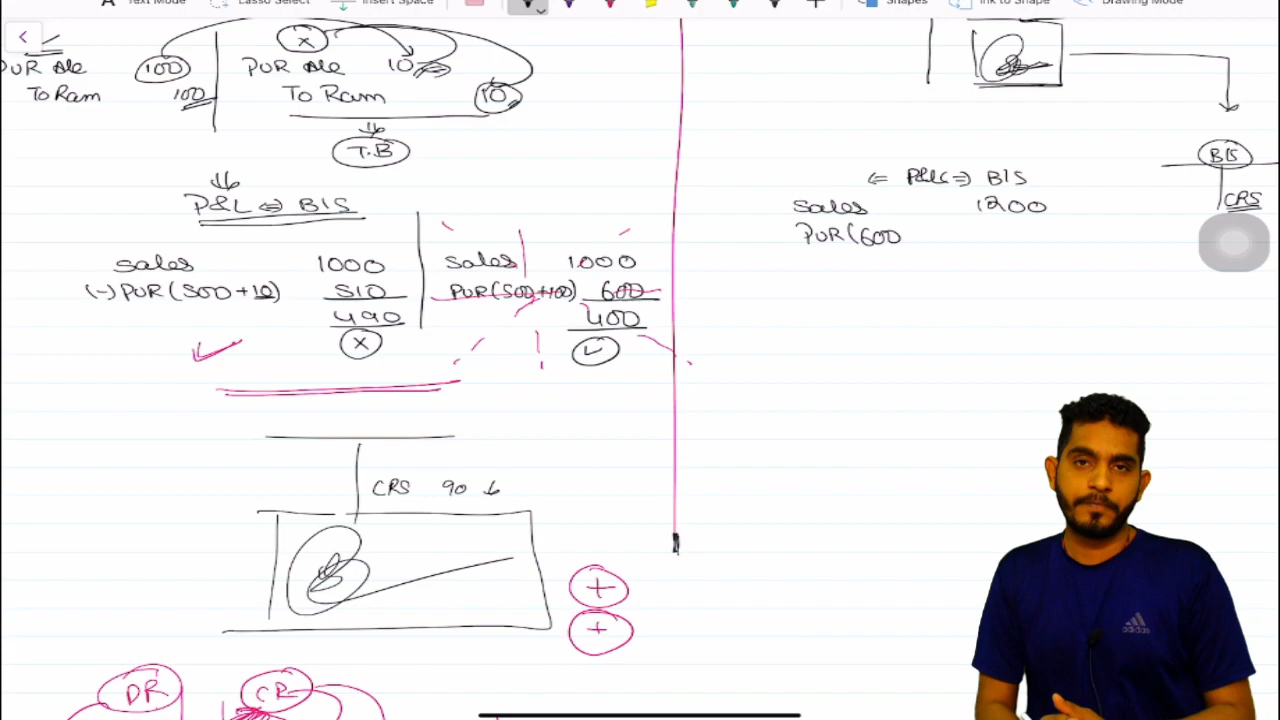 Text Mode
Lasso Select
Insert Space
Shapes
Ink to Shape
Drawing Mode
PUR A/c 100
To Ram 100
X
PUR A/c 10
To Ram 10
T.B
P&L ⇔ B/S
Sales 1000
(-) PUR (500+10) 510
490
X
Sales 1000
PUR (500+100) 600
400
CRS 90 ↓
+
+
DR
CR
B/S
CRS
⇐ P&L ⇒ B/S
Sales 1200
PUR (600
adidas